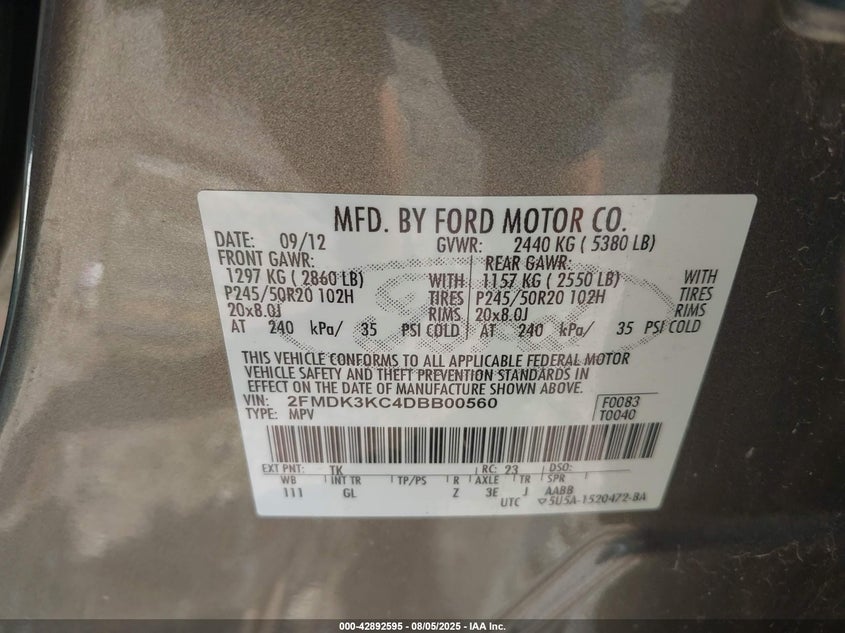 MFD. BY FORD MOTOR CO.
DATE: 09/12 GVWR: 2440 KG ( 5380 LB)
FRONT GAWR: REAR GAWR:
1297 KG ( 2860 LB) WITH 1157 KG ( 2550 LB) WITH
P245/50R20 102H TIRES P245/50R20 102H TIRES
20x8.0J RIMS 20x8.0J RIMS
AT 240 kPa/ 35 PSI COLD AT 240 kPa/ 35 PSI COLD
THIS VEHICLE CONFORMS TO ALL APPLICABLE FEDERAL MOTOR
VEHICLE SAFETY AND THEFT PREVENTION STANDARDS IN
EFFECT ON THE DATE OF MANUFACTURE SHOWN ABOVE.
VIN: 2FMDK3KC4DBB00560 F0083
TYPE: MPV T0040
EXT PNT: TK RC: 23 DSO:
WB INT TR TP/PS R AXLE TR SPR
111 GL Z 3E J AABB
UTC ▽5U5A-1520472-BA
000-42892595 - 08/05/2025 - IAA Inc.